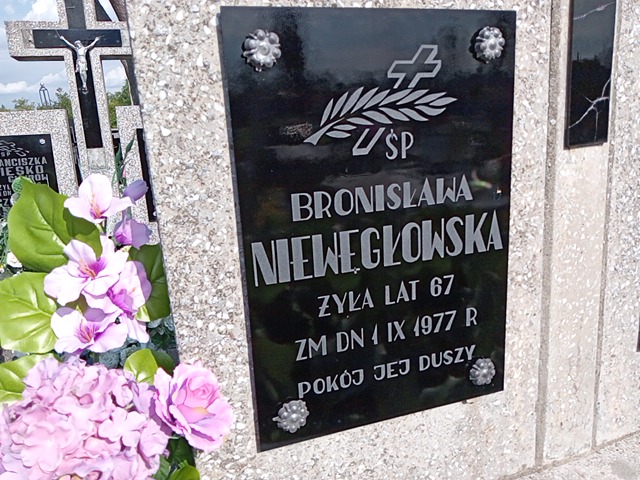 ŚP
BRONISŁAWA
NIEWĘGŁOWSKA
ŻYŁA LAT 67
ZM DN 1 IX 1977 R
POKÓJ JEJ DUSZY